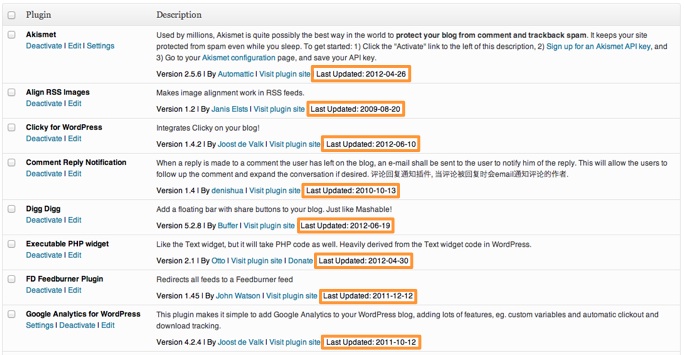 Plugin Description
Akismet
Deactivate | Edit | Settings
Used by millions, Akismet is quite possibly the best way in the world to protect your blog from comment and trackback spam. It keeps your site
protected from spam even while you sleep. To get started: 1) Click the "Activate" link to the left of this description, 2) Sign up for an Akismet API key, and
3) Go to your Akismet configuration page, and save your API key.
Version 2.5.6 | By Automattic | Visit plugin site | Last Updated: 2012-04-26
Align RSS Images
Deactivate | Edit
Makes image alignment work in RSS feeds.
Version 1.2 | By Janis Elsts | Visit plugin site | Last Updated: 2009-08-20
Clicky for WordPress
Deactivate | Edit
Integrates Clicky on your blog!
Version 1.4.2 | By Joost de Valk | Visit plugin site | Last Updated: 2012-06-10
Comment Reply Notification
Deactivate | Edit
When a reply is made to a comment the user has left on the blog, an e-mail shall be sent to the user to notify him of the reply. This will allow the users to
follow up the comment and expand the conversation if desired. 评论回复通知插件, 当评论被回复时会email通知评论的作者.
Version 1.4 | By denishua | Visit plugin site | Last Updated: 2010-10-13
Digg Digg
Deactivate | Edit
Add a floating bar with share buttons to your blog. Just like Mashable!
Version 5.2.8 | By Buffer | Visit plugin site | Last Updated: 2012-06-19
Executable PHP widget
Deactivate | Edit
Like the Text widget, but it will take PHP code as well. Heavily derived from the Text widget code in WordPress.
Version 2.1 | By Otto | Visit plugin site | Donate | Last Updated: 2012-04-30
FD Feedburner Plugin
Deactivate | Edit
Redirects all feeds to a Feedburner feed
Version 1.45 | By John Watson | Visit plugin site | Last Updated: 2011-12-12
Google Analytics for WordPress
Settings | Deactivate | Edit
This plugin makes it simple to add Google Analytics to your WordPress blog, adding lots of features, eg. custom variables and automatic clickout and
download tracking.
Version 4.2.4 | By Joost de Valk | Visit plugin site | Last Updated: 2011-10-12